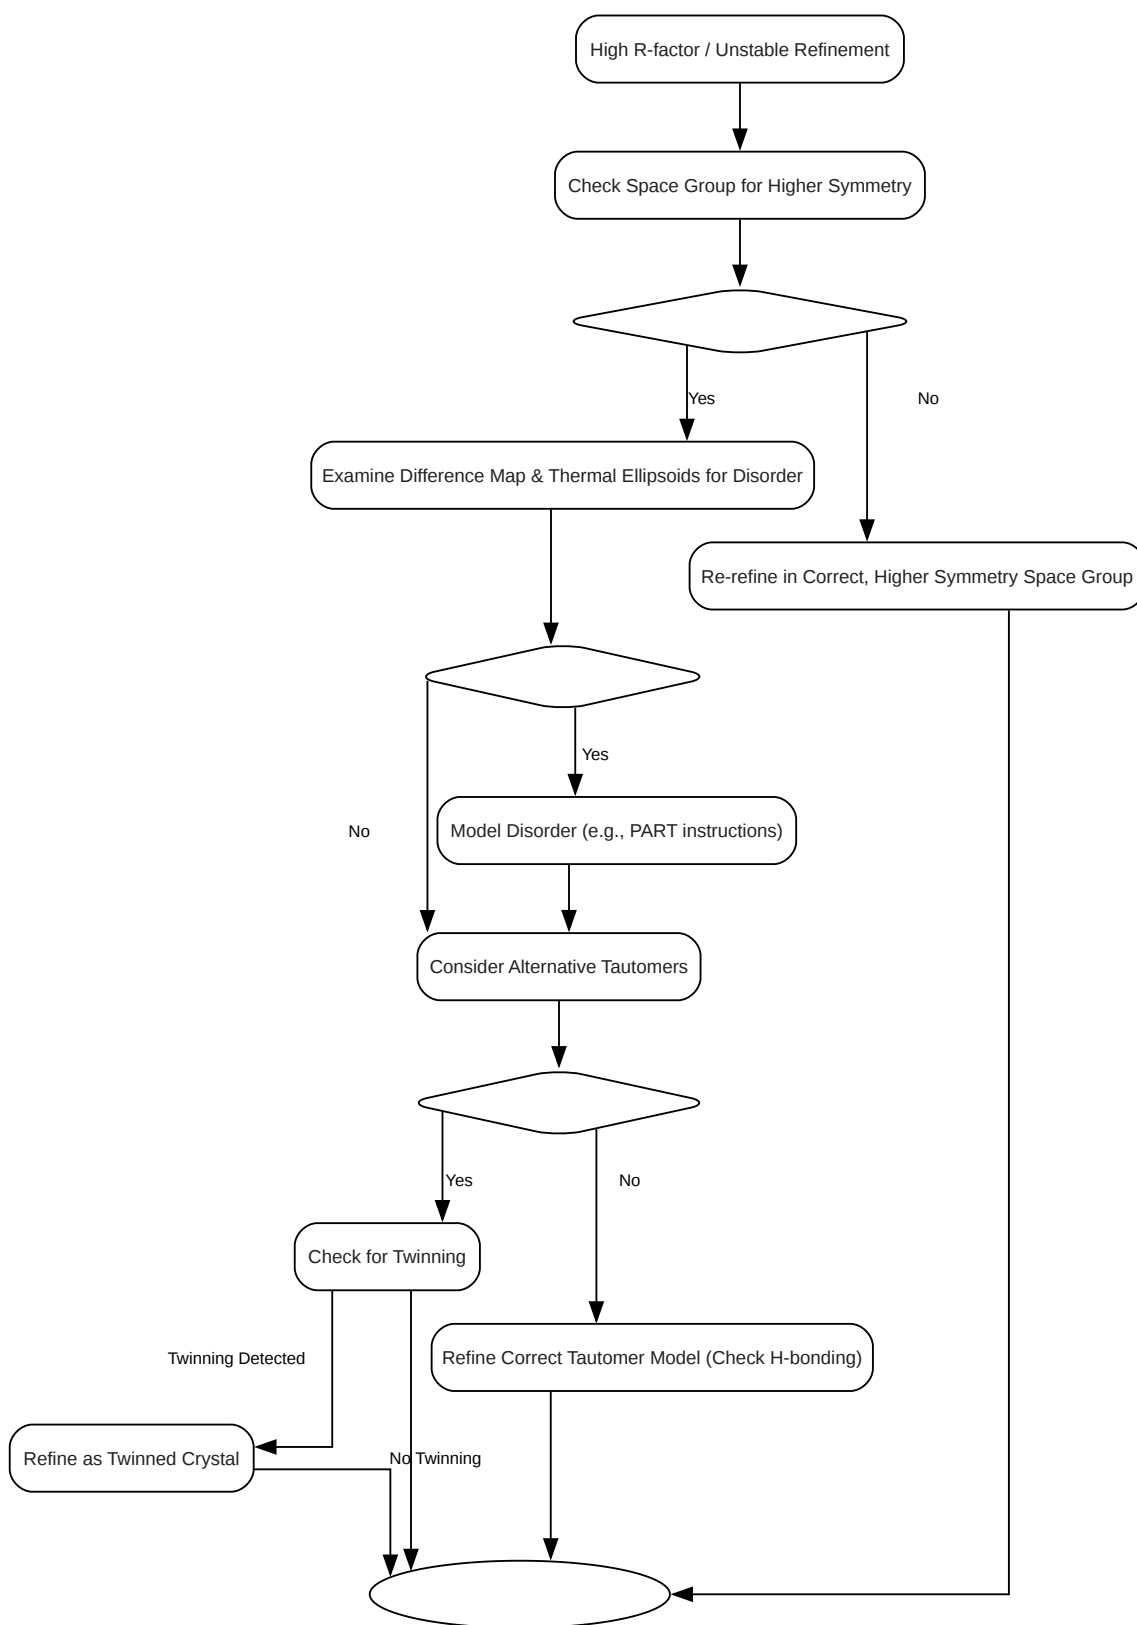 High R-factor / Unstable Refinement
Check Space Group for Higher Symmetry
Yes
No
Examine Difference Map & Thermal Ellipsoids for Disorder
Re-refine in Correct, Higher Symmetry Space Group
Yes
No
Model Disorder (e.g., PART instructions)
Consider Alternative Tautomers
Yes
No
Check for Twinning
Refine Correct Tautomer Model (Check H-bonding)
Twinning Detected
Refine as Twinned Crystal
No Twinning